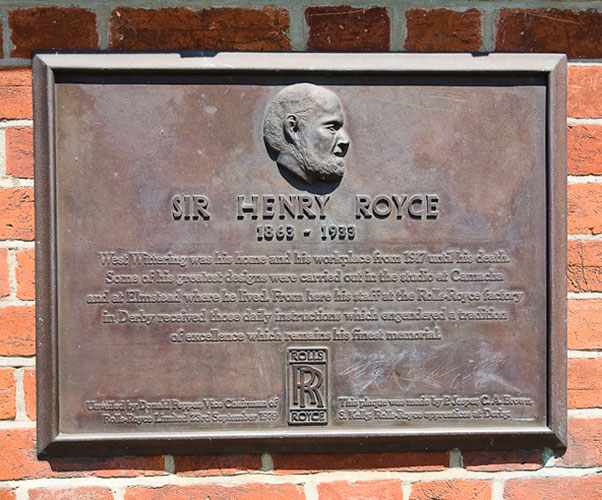 SIR HENRY ROYCE
1863 - 1933
West Wittering was his home and his workplace from 1917 until his death.
Some of his greatest designs were carried out in the studio at Camacha
and at Elmstead where he lived. From here his staff at the Rolls-Royce factory
in Derby received those daily instructions which engendered a tradition
of excellence which remains his finest memorial.
ROLLS
RR
ROYCE
Unveiled by Donald Pepper, Vice Chairman of
Rolls-Royce Limited 23rd September 1978
This plaque was made by P. Jesper, C. A. Brown,
S. Rolls-Royce apprentices at Derby.